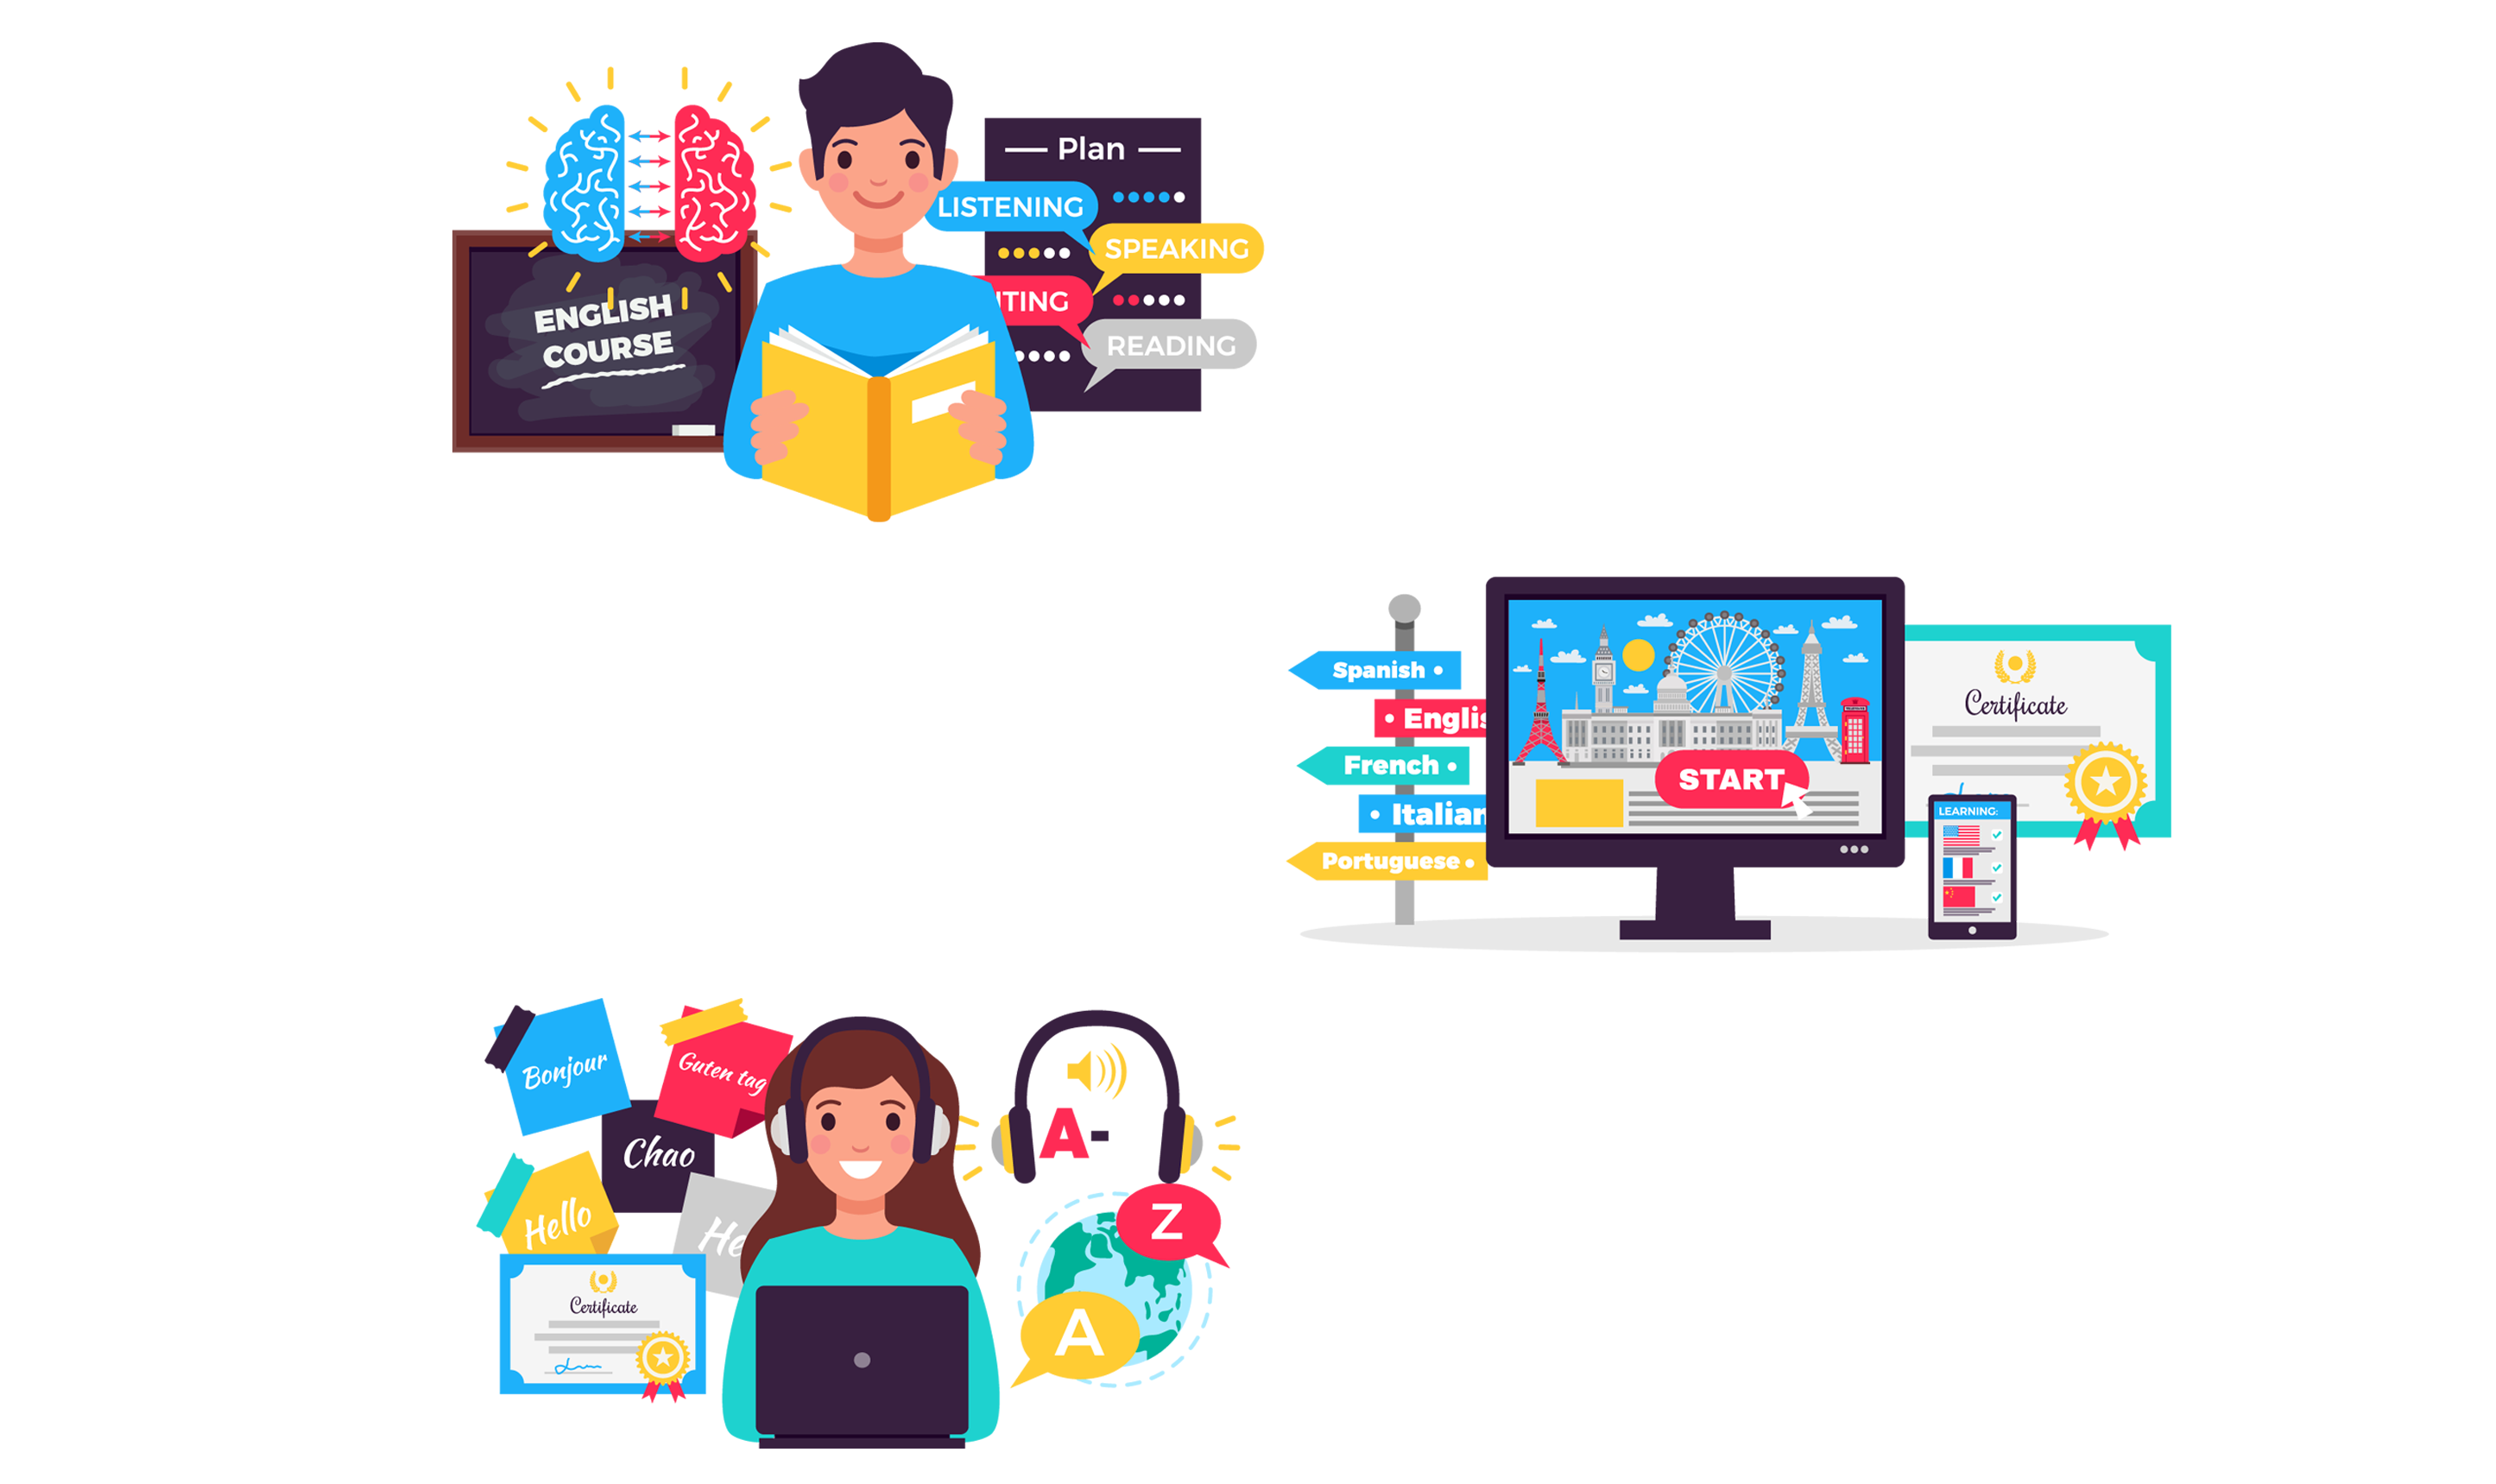 Plan
LISTENING
SPEAKING
ITING
READING
ENGLISH
COURSE
Spanish
Englis
French
Italian
Portuguese
START
Certificate
LEARNING:
Bonjour
Guten tag
Chao
Hello
He
Certificate
A-
Z
A